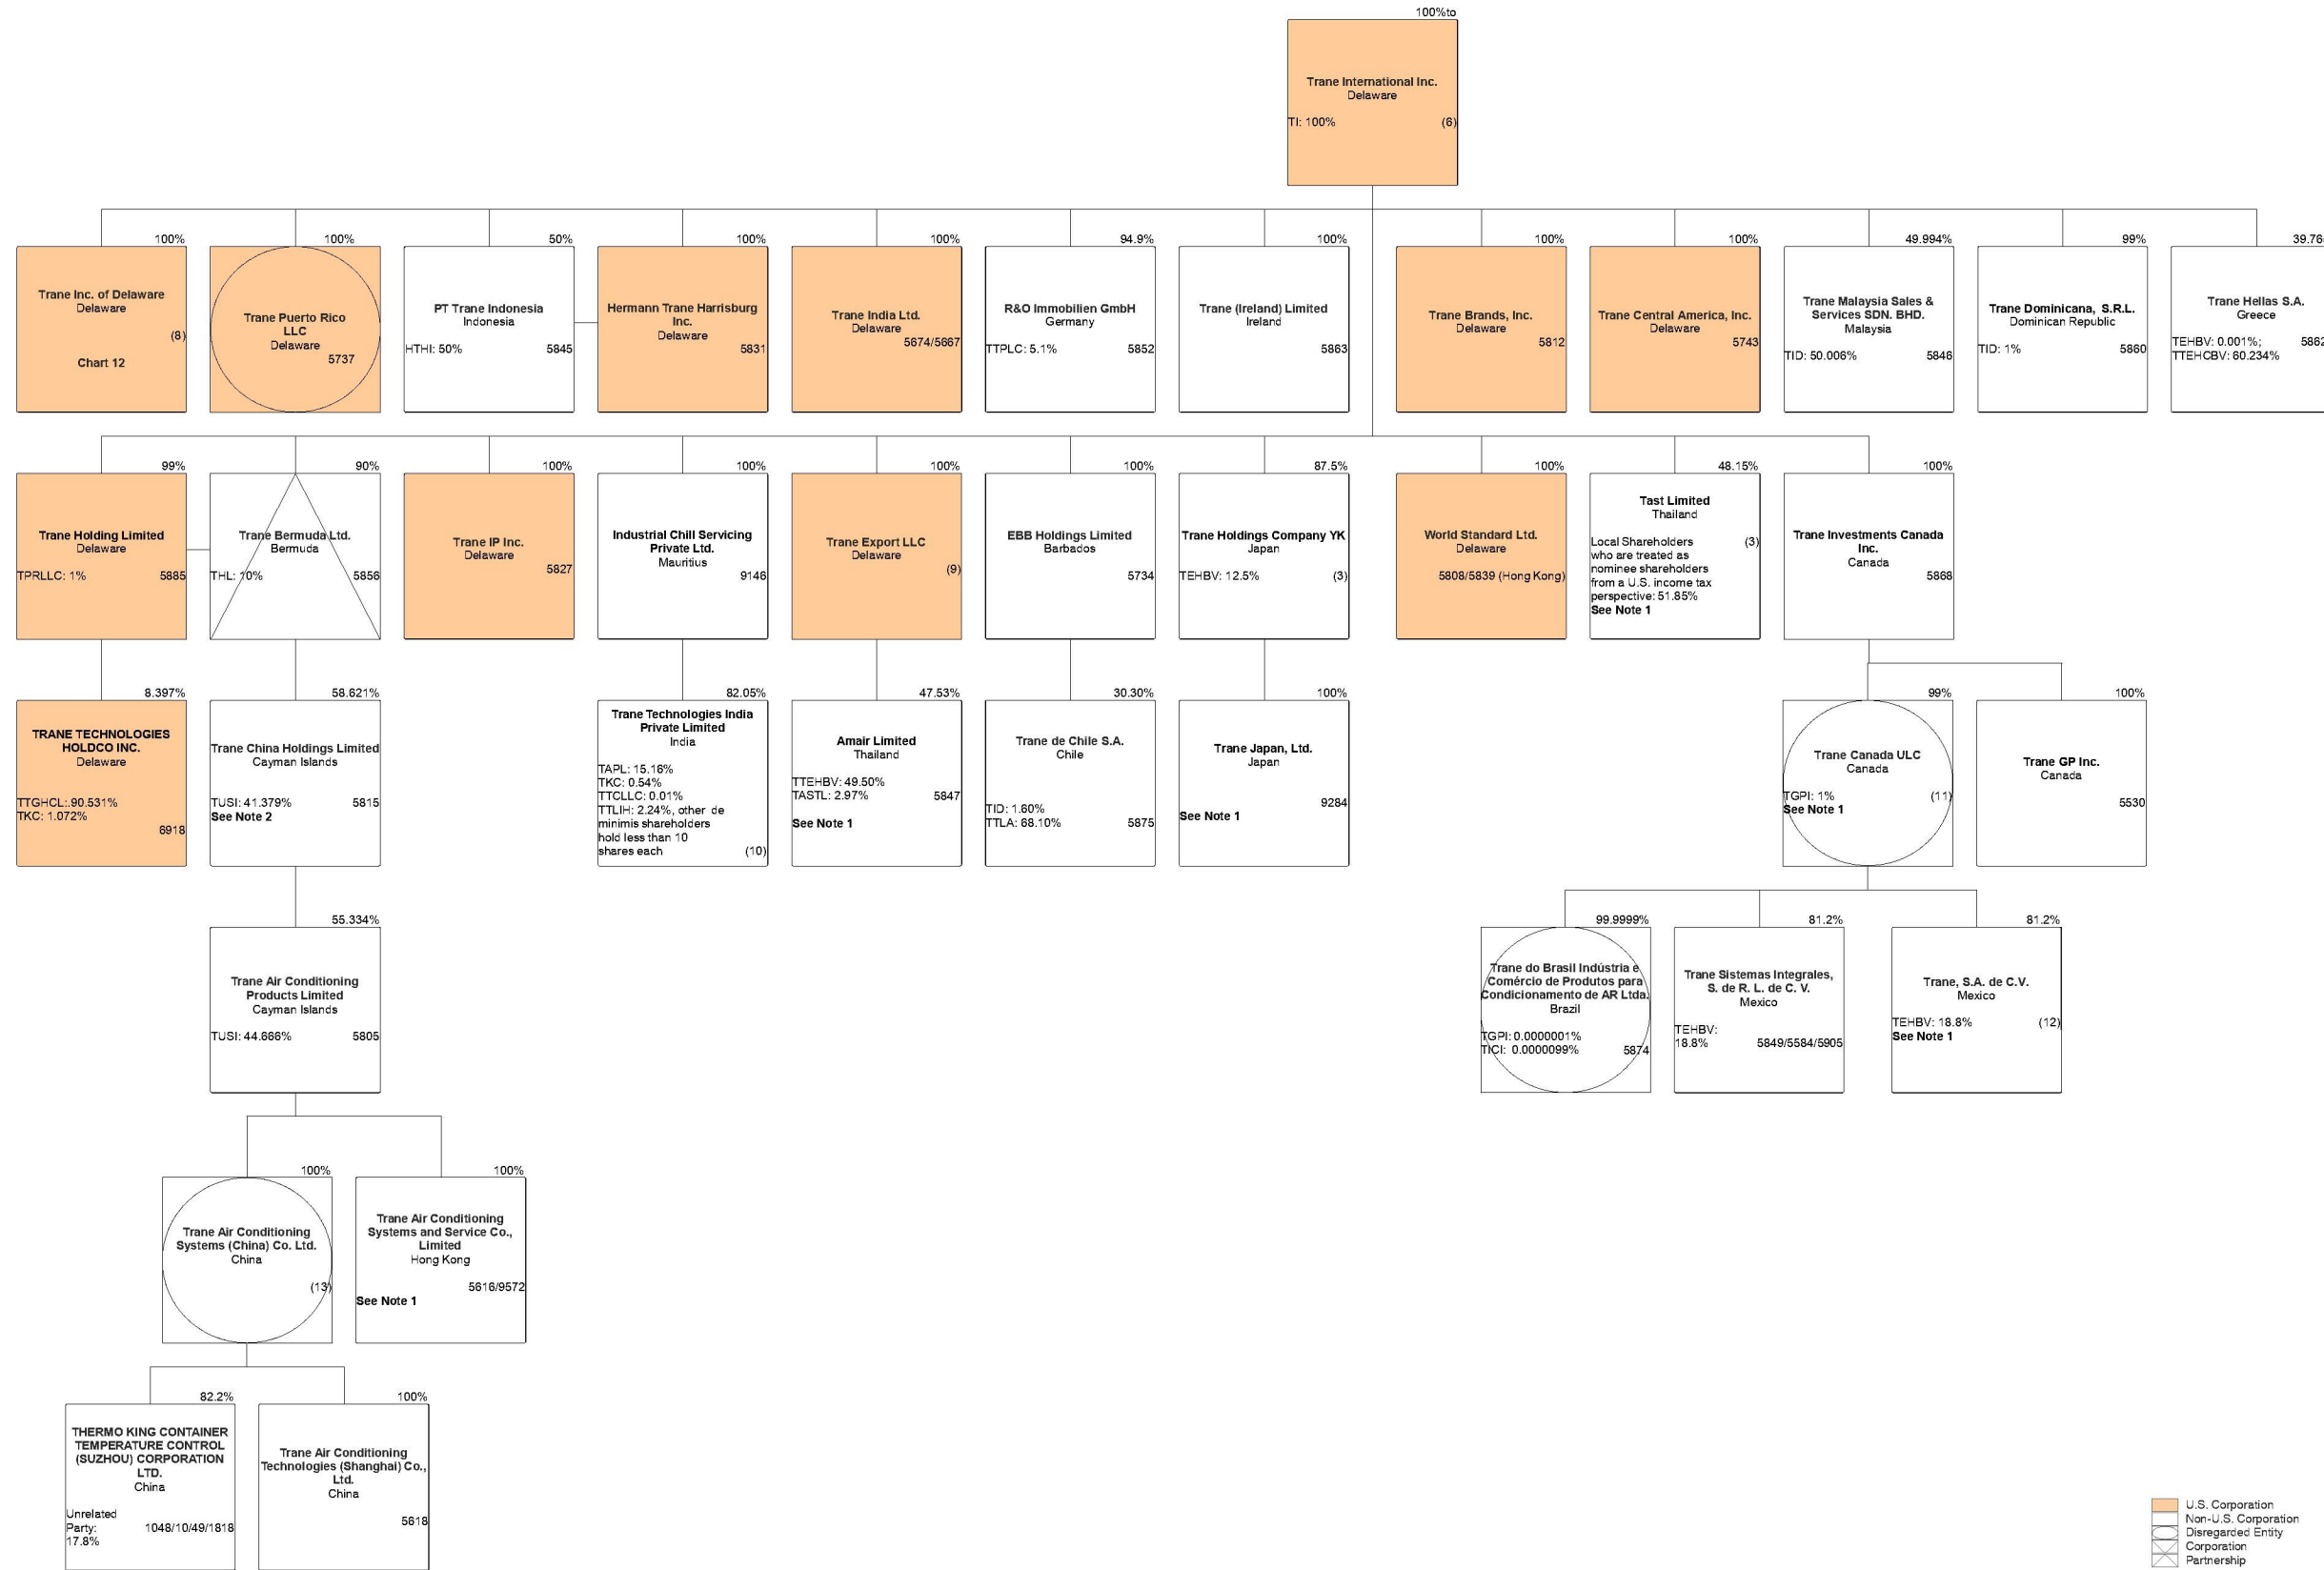 100%to
Trane International Inc.
Delaware
TI: 100% (6)
100%
Trane Inc. of Delaware
Delaware
(8)
Chart 12
100%
Trane Puerto Rico
LLC
Delaware
5737
50%
PT Trane Indonesia
Indonesia
HTHI: 50% 5845
100%
Hermann Trane Harrisburg
Inc.
Delaware
5831
100%
Trane India Ltd.
Delaware
5674/5667
94.9%
R&O Immobilien GmbH
Germany
TTPLC: 5.1% 5852
100%
Trane (Ireland) Limited
Ireland
5863
100%
Trane Brands, Inc.
Delaware
5812
100%
Trane Central America, Inc.
Delaware
5743
49.994%
Trane Malaysia Sales &
Services SDN. BHD.
Malaysia
TID: 50.006% 5846
99%
Trane Dominicana, S.R.L.
Dominican Republic
TID: 1% 5860
39.76
Trane Hellas S.A.
Greece
TEHBV: 0.001%; 5862
TTEHCBV: 60.234%
99%
Trane Holding Limited
Delaware
TPRLLC: 1% 5885
90%
Trane Bermuda Ltd.
Bermuda
THL: 10% 5856
100%
Trane IP Inc.
Delaware
5827
100%
Industrial Chill Servicing
Private Ltd.
Mauritius
9146
100%
Trane Export LLC
Delaware
(9)
100%
EBB Holdings Limited
Barbados
5734
87.5%
Trane Holdings Company YK
Japan
TEHBV: 12.5% (3)
100%
World Standard Ltd.
Delaware
5808/5839 (Hong Kong)
48.15%
Tast Limited
Thailand
Local Shareholders (3)
who are treated as
nominee shareholders
from a U.S. income tax
perspective: 51.85%
See Note 1
100%
Trane Investments Canada
Inc.
Canada
5868
8.397%
TRANE TECHNOLOGIES
HOLDCO INC.
Delaware
TTGHCL:.90.531%
TKC: 1.072%
6918
58.621%
Trane China Holdings Limited
Cayman Islands
TUSI: 41.379% 5815
See Note 2
82.05%
Trane Technologies India
Private Limited
India
TAPL: 15.16%
TKC: 0.54%
TTCLLC: 0.01%
TTLIH: 2.24%, other de
minimis shareholders
hold less than 10
shares each (10)
47.53%
Amair Limited
Thailand
TTEHBV: 49.50%
TASTL: 2.97% 5847
See Note 1
30.30%
Trane de Chile S.A.
Chile
TID: 1.60%
TTLA: 68.10% 5875
100%
Trane Japan, Ltd.
Japan
9284
See Note 1
99%
Trane Canada ULC
Canada
TGPI: 1% (11)
See Note 1
100%
Trane GP Inc.
Canada
5530
55.334%
Trane Air Conditioning
Products Limited
Cayman Islands
TUSI: 44.666% 5805
99.9999%
Trane do Brasil Indústria e
Comércio de Produtos para
Condicionamento de AR Ltda.
Brazil
TGPI: 0.0000001%
TICI: 0.0000099% 5874
81.2%
Trane Sistemas Integrales,
S. de R. L. de C. V.
Mexico
TEHBV:
18.8% 5849/5584/5905
81.2%
Trane, S.A. de C.V.
Mexico
TEHBV: 18.8% (12)
See Note 1
100%
Trane Air Conditioning
Systems (China) Co. Ltd.
China
(13)
100%
Trane Air Conditioning
Systems and Service Co.,
Limited
Hong Kong
5616/9572
See Note 1
82.2%
THERMO KING CONTAINER
TEMPERATURE CONTROL
(SUZHOU) CORPORATION
LTD.
China
Unrelated
Party: 1048/10/49/1818
17.8%
100%
Trane Air Conditioning
Technologies (Shanghai) Co.,
Ltd.
China
5618
U.S. Corporation
Non-U.S. Corporation
Disregarded Entity
Corporation
Partnership